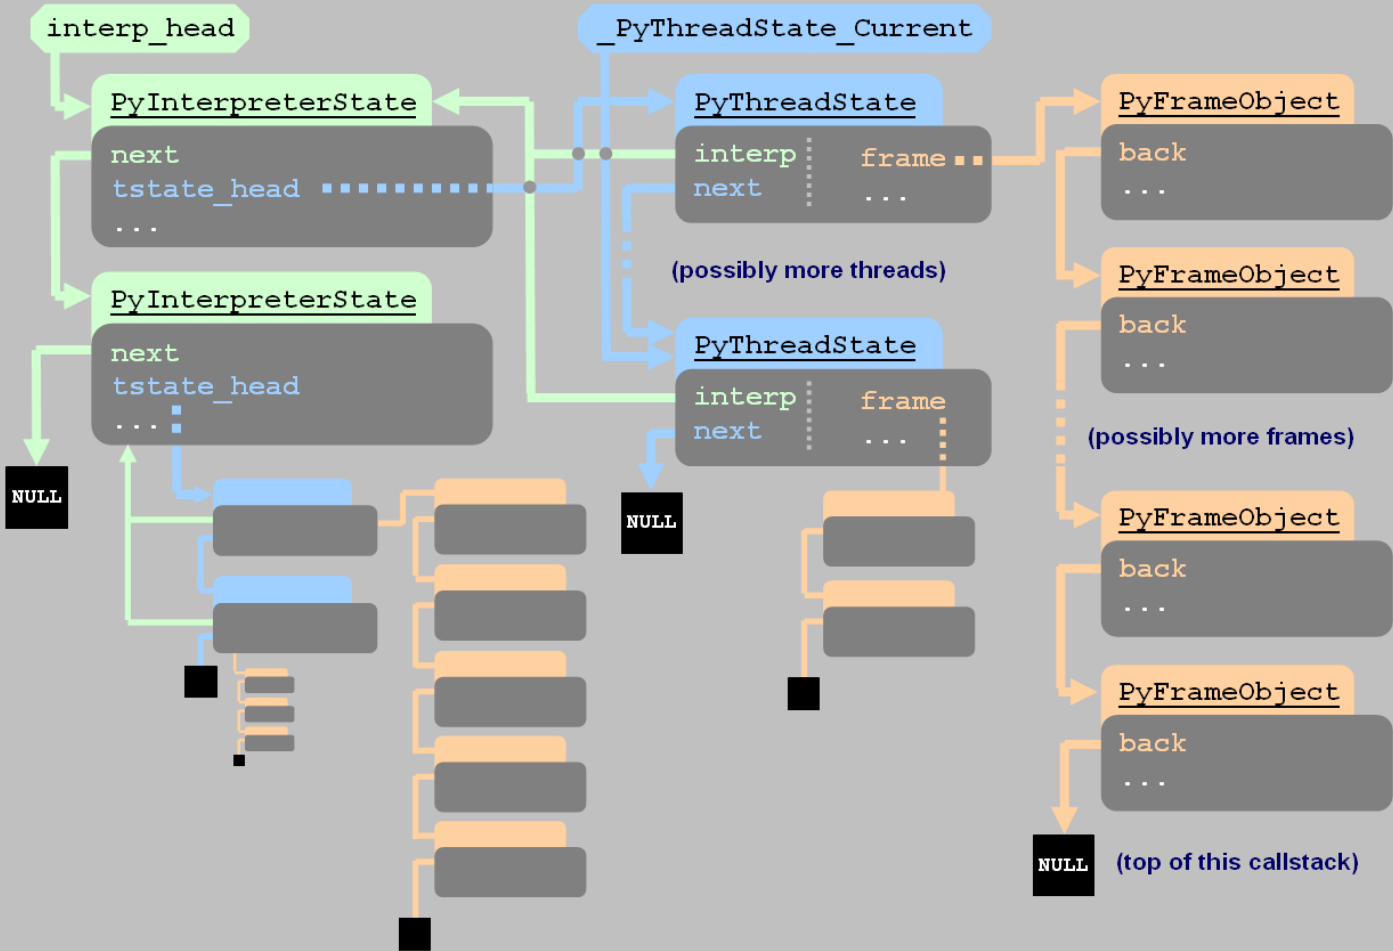 interp_head
_PyThreadState_Current
PyInterpreterState
next
tstate_head
...
PyInterpreterState
next
tstate_head
...
NULL
PyThreadState
interp
next
frame
...
(possibly more threads)
PyThreadState
interp
next
frame
...
NULL
PyFrameObject
back
...
PyFrameObject
back
...
(possibly more frames)
PyFrameObject
back
...
PyFrameObject
back
...
NULL
(top of this callstack)